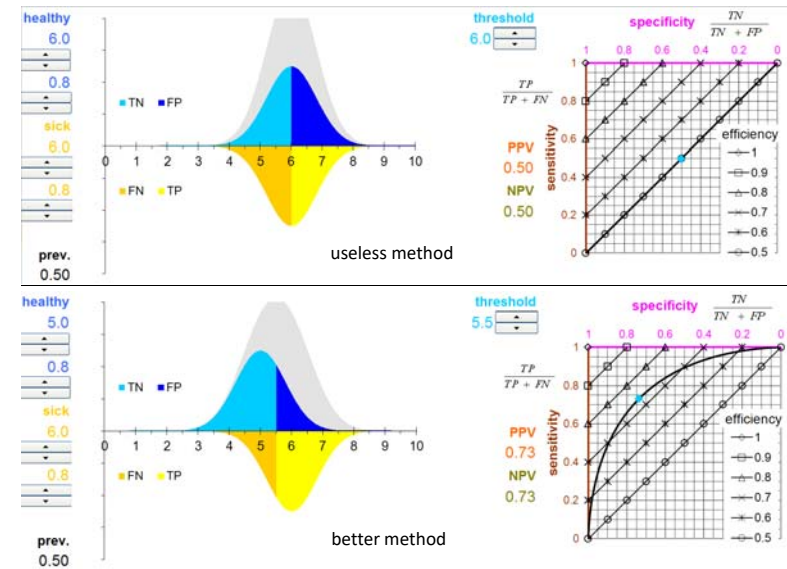 healthy
6.0
0.8
sick
6.0
0.8
prev.
0.50
TN FP
0 1 2 3 4 5 6 7 8 9 10
FN TP
useless method
threshold
6.0
specificity TN / TN + FP
1 0.8 0.6 0.4 0.2 0
TP / TP + FN
sensitivity
1
0.8
0.6
0.4
0.2
0
PPV
0.50
NPV
0.50
efficiency
1
0.9
0.8
0.7
0.6
0.5
healthy
5.0
0.8
sick
6.0
0.8
prev.
0.50
TN FP
0 1 2 3 4 5 6 7 8 9 10
FN TP
better method
threshold
5.5
specificity TN / TN + FP
1 0.8 0.6 0.4 0.2 0
TP / TP + FN
sensitivity
1
0.8
0.6
0.4
0.2
0
PPV
0.73
NPV
0.73
efficiency
1
0.9
0.8
0.7
0.6
0.5